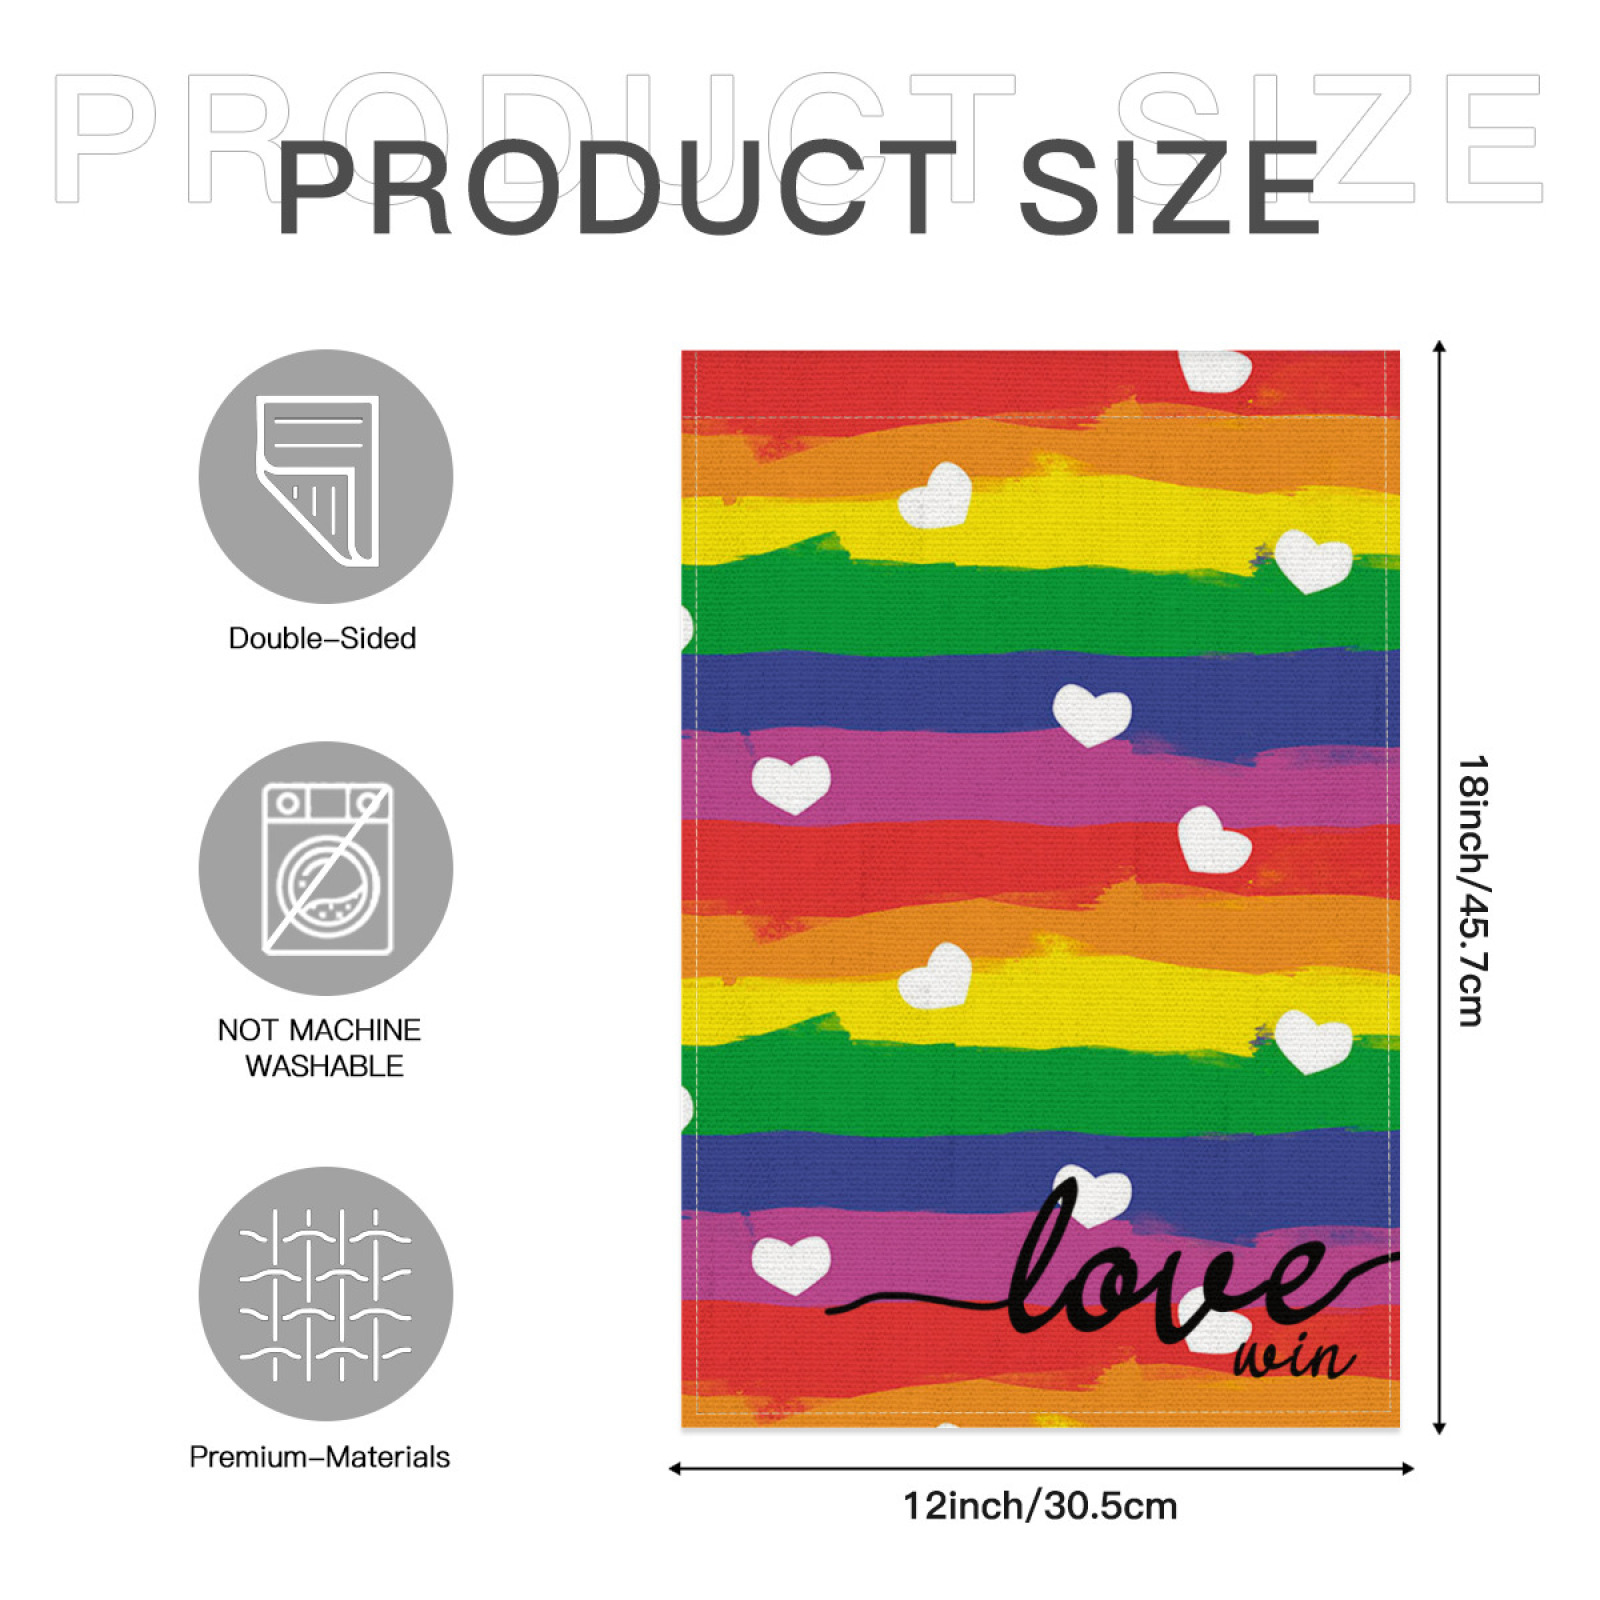 PRODUCT SIZE
PRODUCT SIZE
Double-Sided
NOT MACHINE
WASHABLE
Premium-Materials
love
win
18inch/45.7cm
12inch/30.5cm